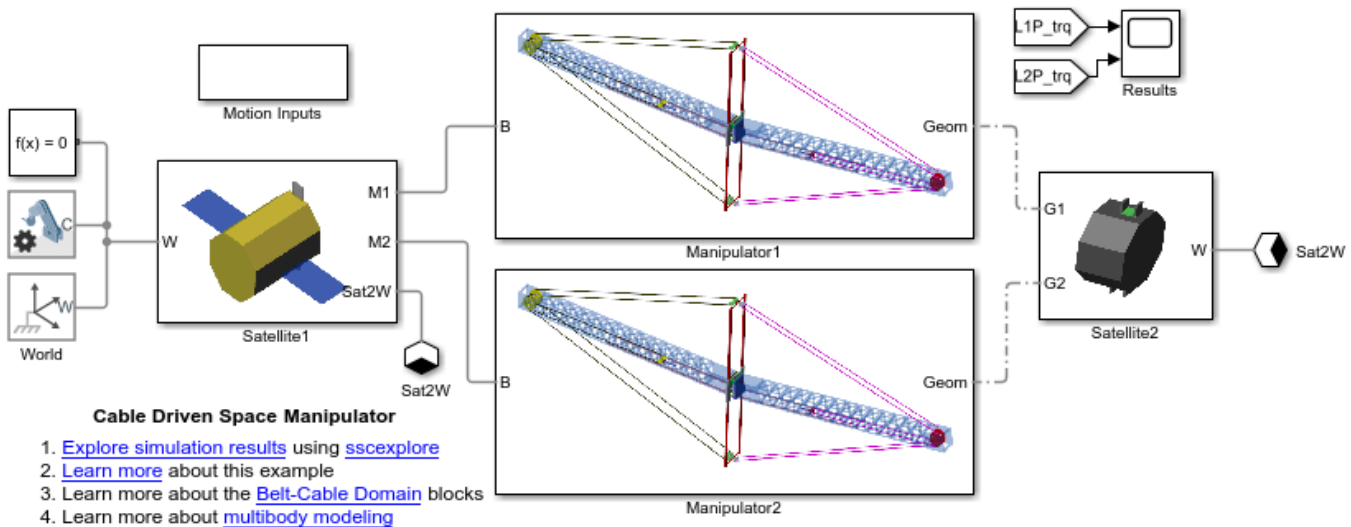 L1P_trq
L2P_trq
Results
Motion Inputs
f(x) = 0
C
W
World
W
M1
M2
Sat2W
Satellite1
Sat2W
B
Geom
Manipulator1
B
Geom
Manipulator2
G1
G2
W
Satellite2
Sat2W
Cable Driven Space Manipulator
1. Explore simulation results using sscexplore
2. Learn more about this example
3. Learn more about the Belt-Cable Domain blocks
4. Learn more about multibody modeling